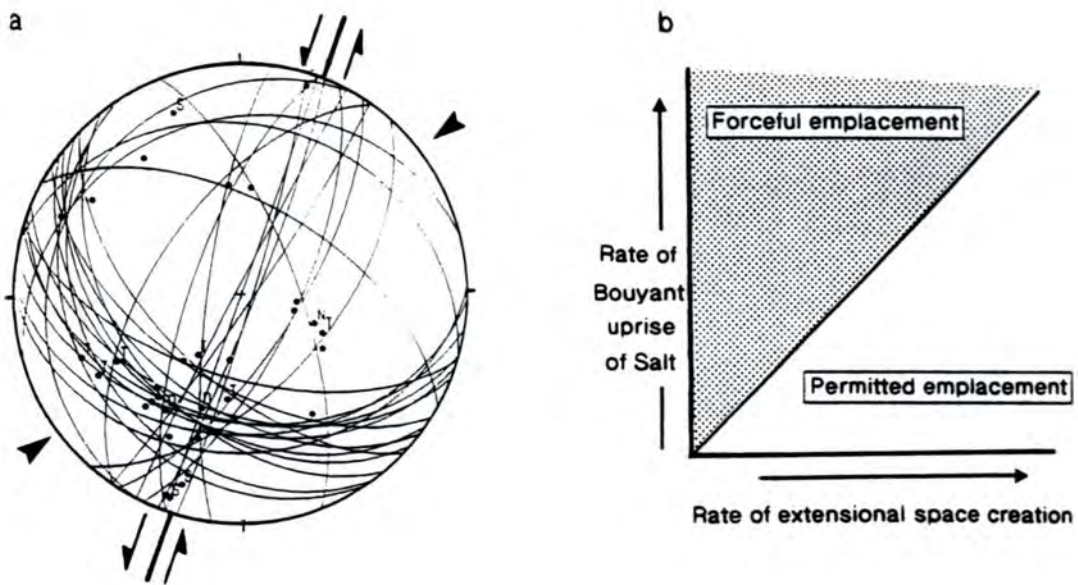 a
b
S
N
T
Forceful emplacement
Rate of
Bouyant
uprise
of Salt
Permitted emplacement
Rate of extensional space creation